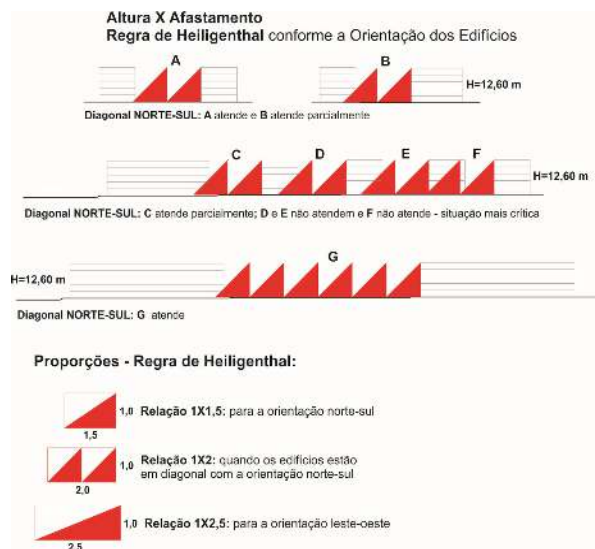 Altura X Afastamento
Regra de Heiligenthal conforme a Orientação dos Edifícios
A
B
H=12,60 m
Diagonal NORTE-SUL: A atende e B atende parcialmente
C
D
E
F
H=12.60 m
Diagonal NORTE-SUL: C atende parcialmente; D e E não atendem e F não atende - situação mais crítica
G
H=12,60 m
Diagonal NORTE-SUL: G atende
Proporções - Regra de Heiligenthal:
1,0 Relação 1X1,5: para a orientação norte-sul
1,5
1,0 Relação 1X2: quando os edifícios estão
em diagonal com a orientação norte-sul
2,0
1,0 Relação 1X2,5: para a orientação leste-oeste
2,5